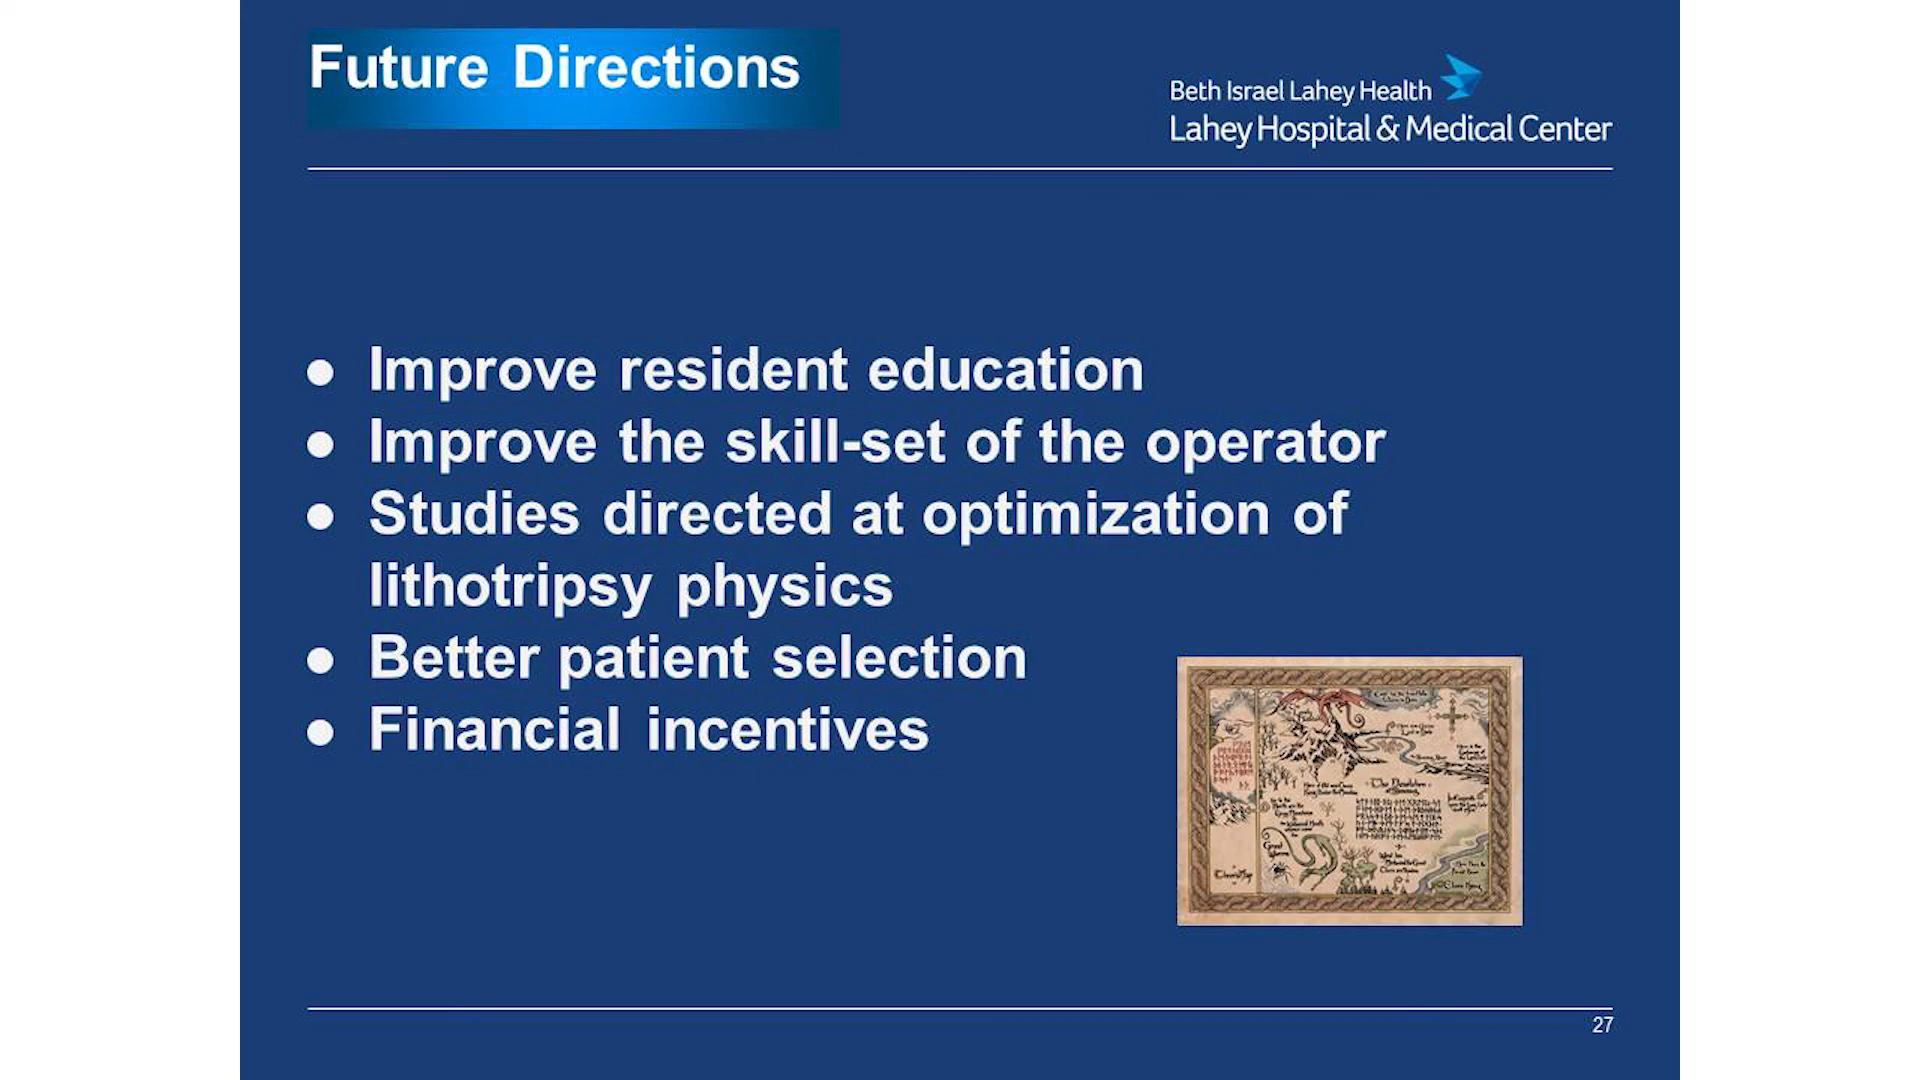 Future Directions
Beth Israel Lahey Health
Lahey Hospital & Medical Center
● Improve resident education
● Improve the skill-set of the operator
● Studies directed at optimization of
lithotripsy physics
● Better patient selection
● Financial incentives
27